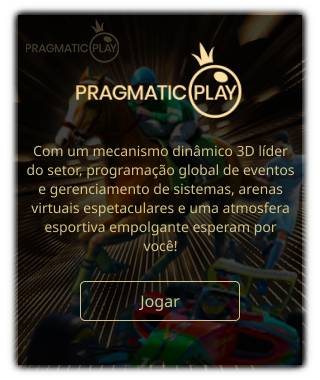 PRAGMATIC PLAY
PRAGMATIC PLAY
Com um mecanismo dinâmico 3D líder
do setor, programação global de eventos
e gerenciamento de sistemas, arenas
virtuais espetaculares e uma atmosfera
esportiva empolgante esperam por
você!
Jogar